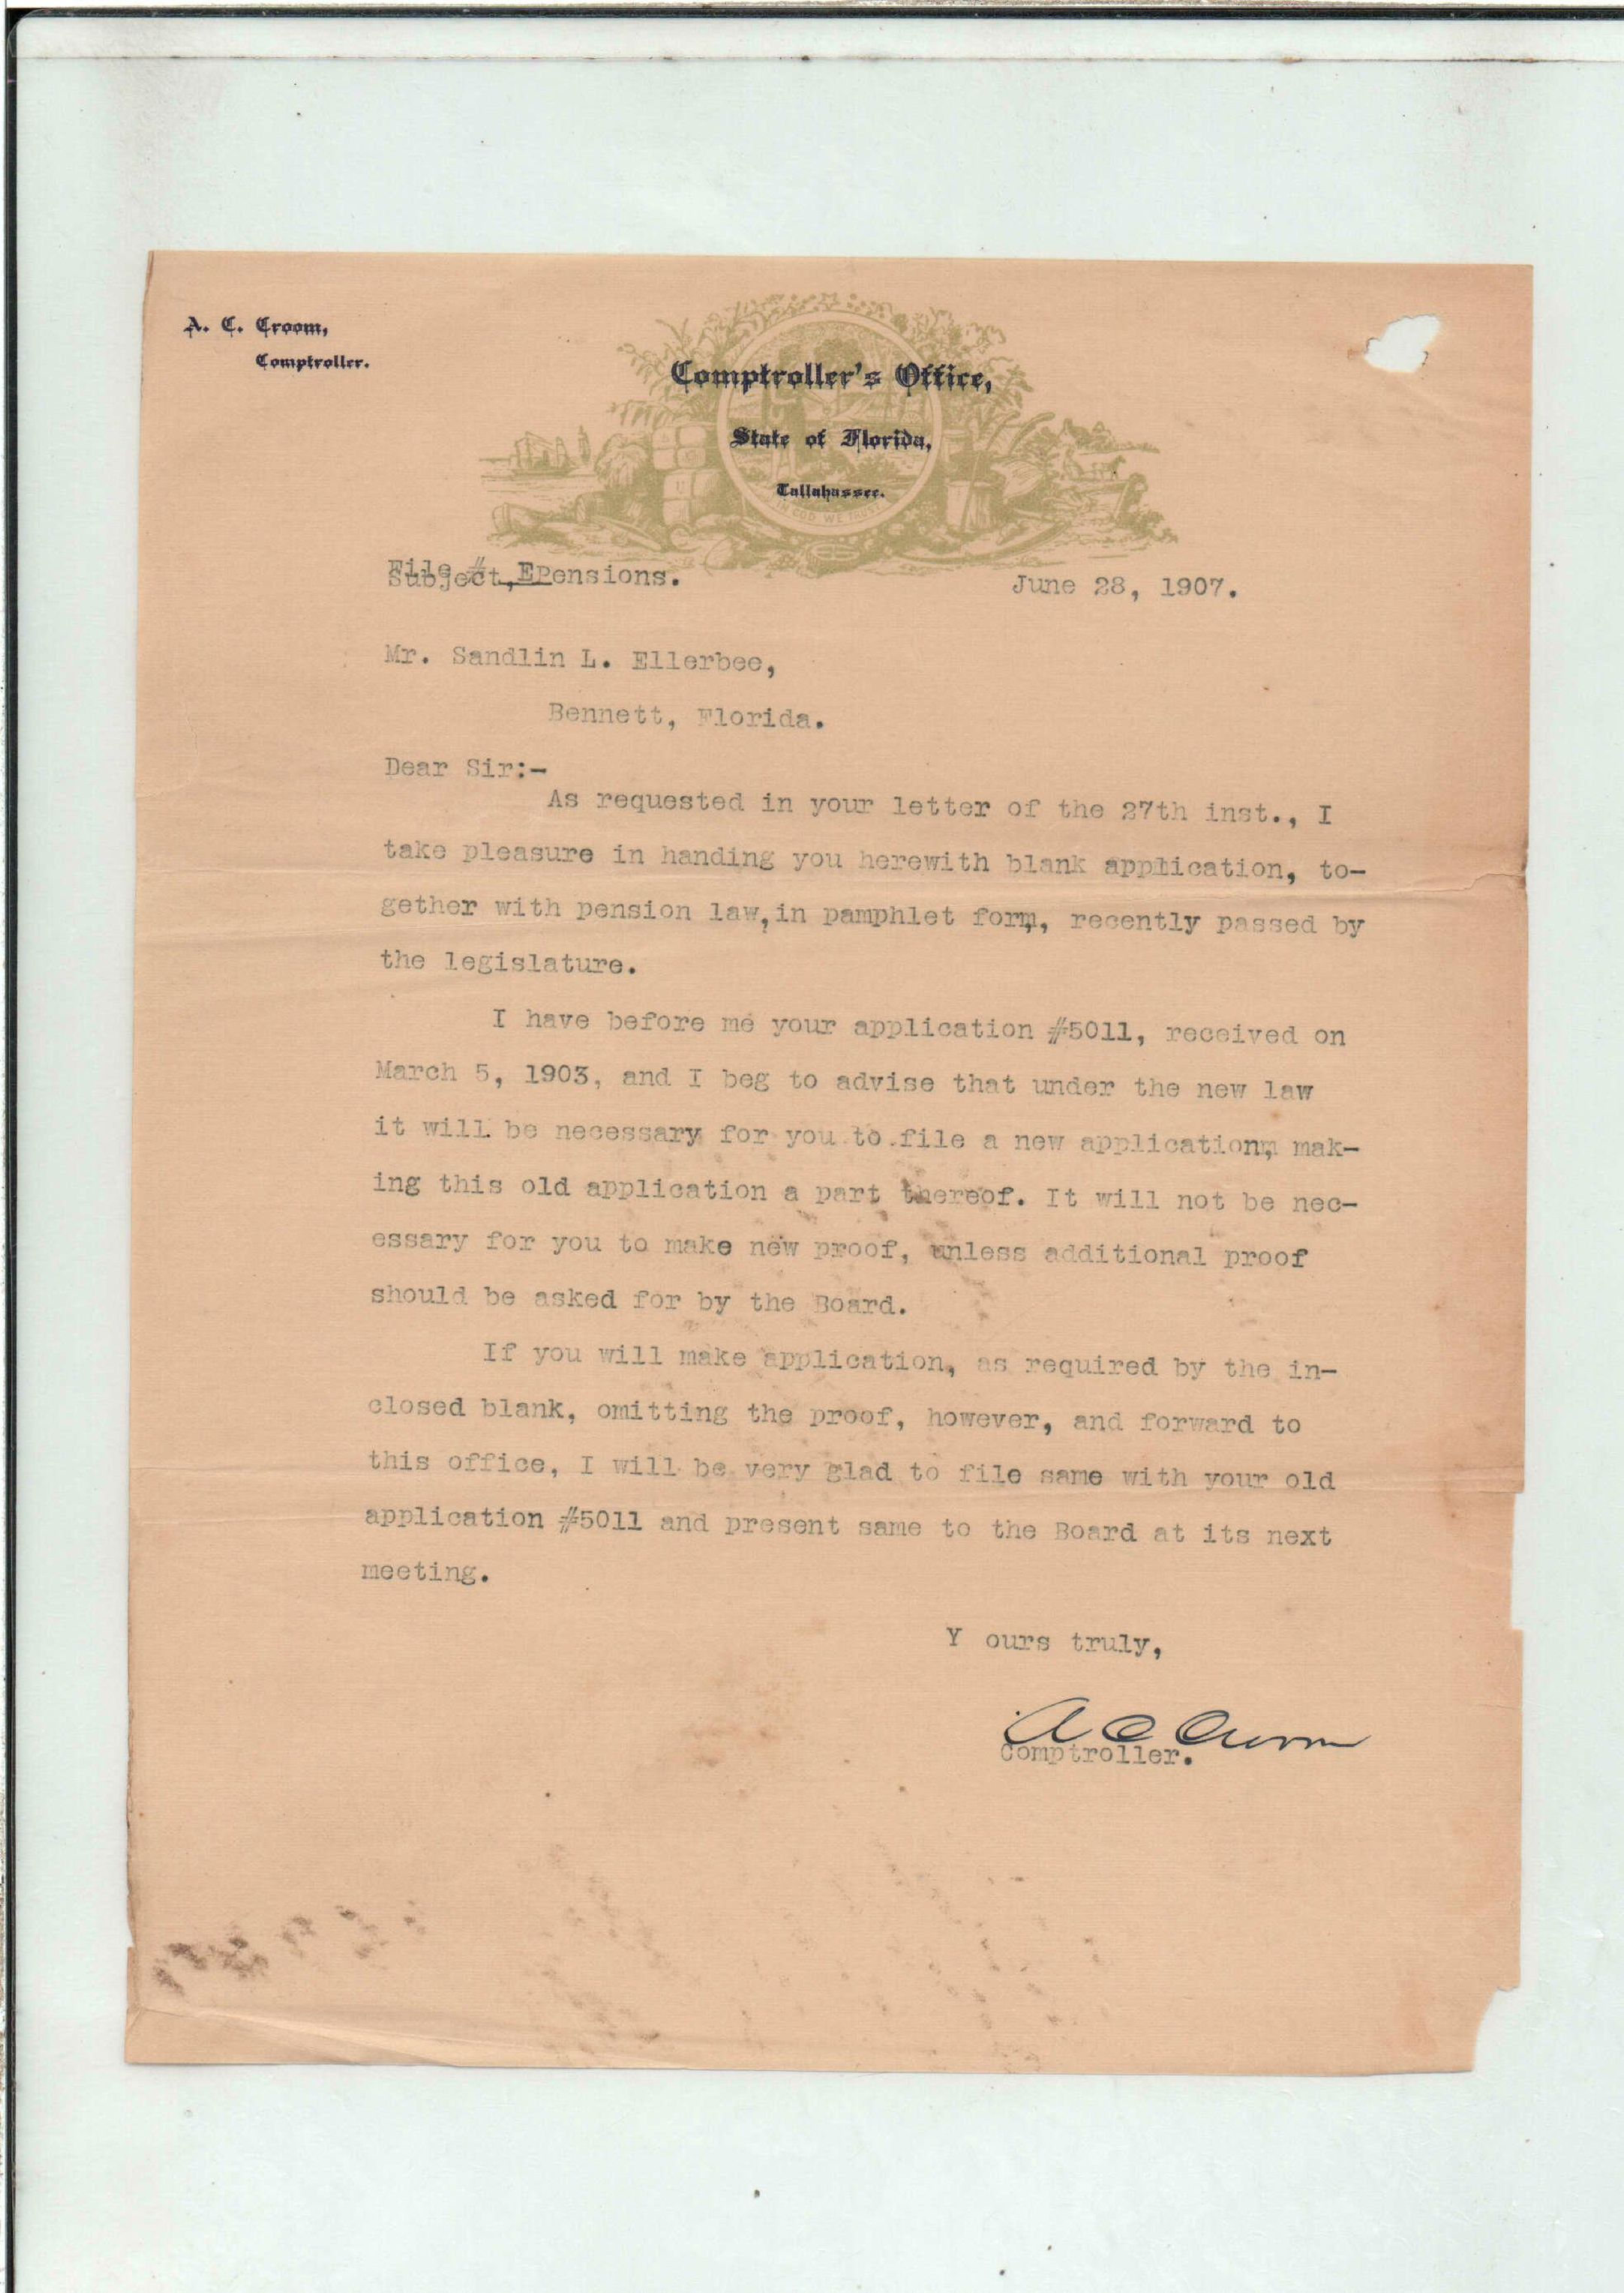 A. C. Croom,
Comptroller.
Comptroller's Office,
State of Florida,
Tallahassee.
IN GOD WE TRUST
File #
Subject, EPensions.
June 28, 1907.
Mr. Sandlin L. Ellerbee,
Bennett, Florida.
Dear Sir:-
As requested in your letter of the 27th inst., I
take pleasure in handing you herewith blank application, to-
gether with pension law, in pamphlet form, recently passed by
the legislature.
I have before me your application #5011, received on
March 5, 1903, and I beg to advise that under the new law
it will be necessary for you to file a new application, mak-
ing this old application a part thereof. It will not be nec-
essary for you to make new proof, unless additional proof
should be asked for by the Board.
If you will make application, as required by the in-
closed blank, omitting the proof, however, and forward to
this office, I will be very glad to file same with your old
application #5011 and present same to the Board at its next
meeting.
Y ours truly,
A C Croom
Comptroller.